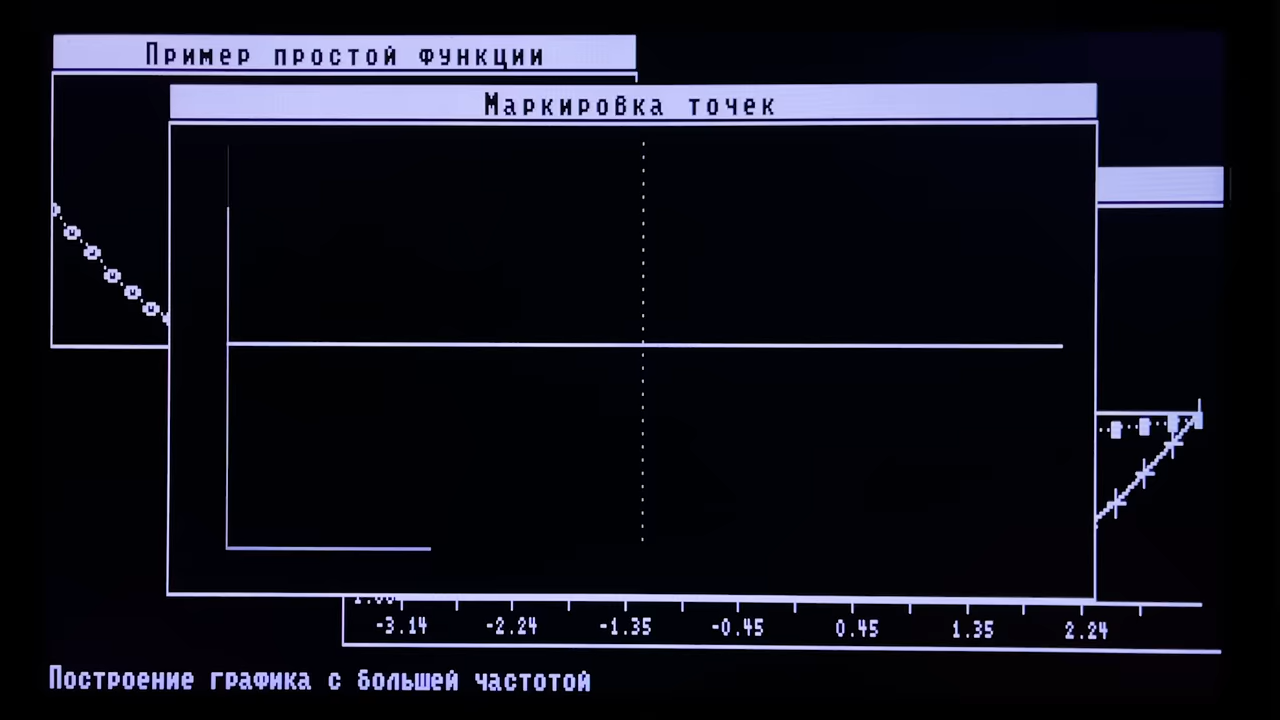 Пример простой функции
Маркировка точек
-3.14 -2.24 -1.35 -0.45 0.45 1.35 2.24
Построение графика с большей частотой